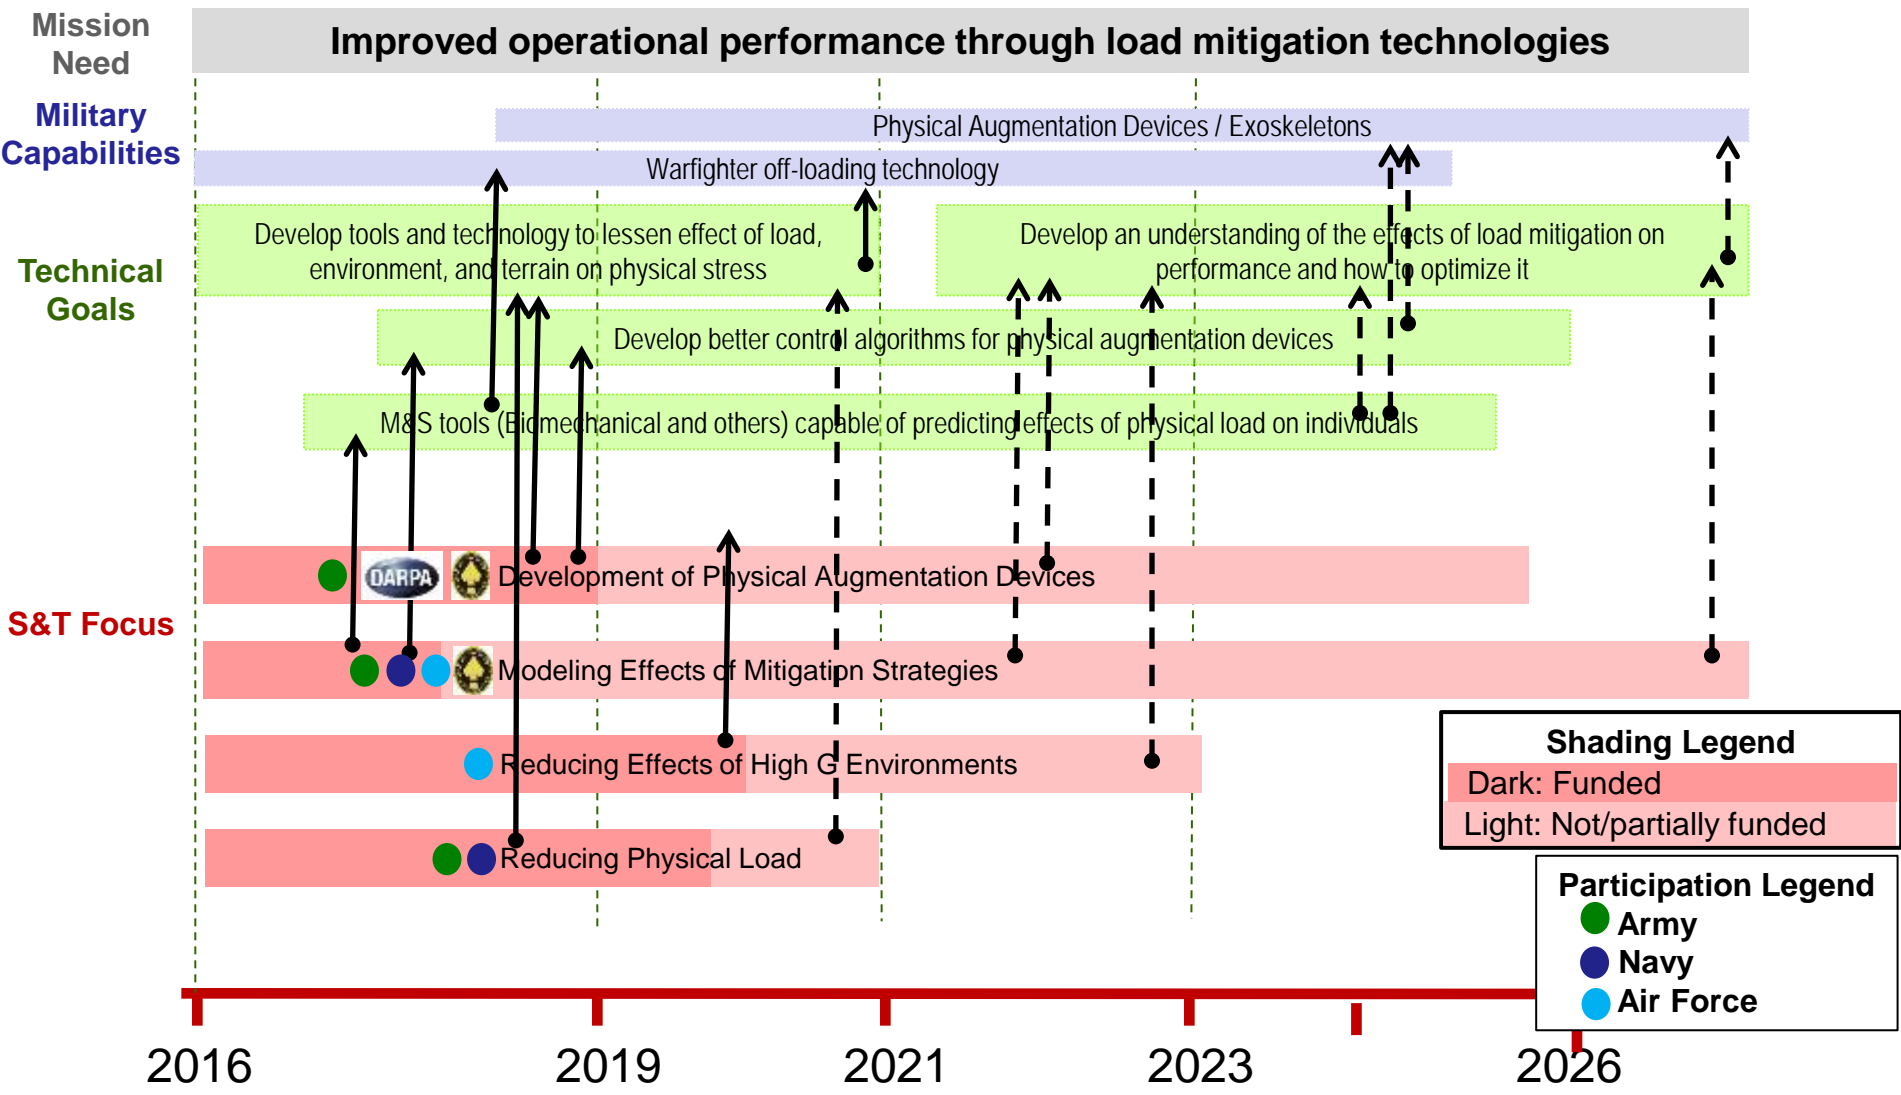 Mission
Need
Improved operational performance through load mitigation technologies
Military
Capabilities
Physical Augmentation Devices / Exoskeletons
Warfighter off-loading technology
Technical
Goals
Develop tools and technology to lessen effect of load,
environment, and terrain on physical stress
Develop an understanding of the effects of load mitigation on
performance and how to optimize it
Develop better control algorithms for physical augmentation devices
M&S tools (Biomechanical and others) capable of predicting effects of physical load on individuals
S&T Focus
DARPA
Development of Physical Augmentation Devices
Modeling Effects of Mitigation Strategies
Reducing Effects of High G Environments
Reducing Physical Load
Shading Legend
Dark: Funded
Light: Not/partially funded
Participation Legend
Army
Navy
Air Force
2016
2019
2021
2023
2026